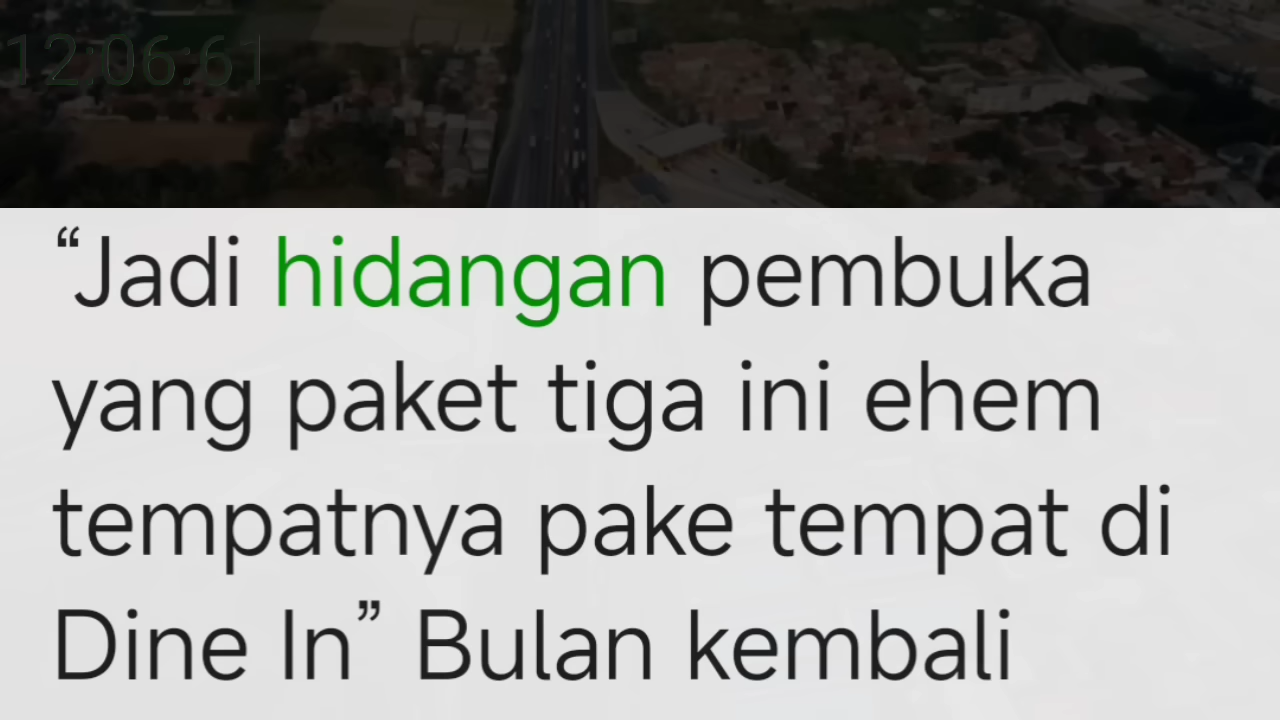 12:06:61
“Jadi hidangan pembuka
yang paket tiga ini ehem
tempatnya pake tempat di
Dine In” Bulan kembali